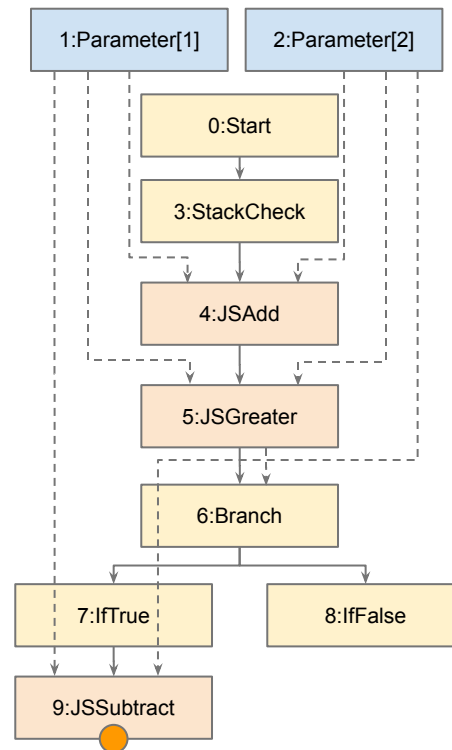 1:Parameter[1]
2:Parameter[2]
0:Start
3:StackCheck
4:JSAdd
5:JSGreater
6:Branch
7:IfTrue
8:IfFalse
9:JSSubtract